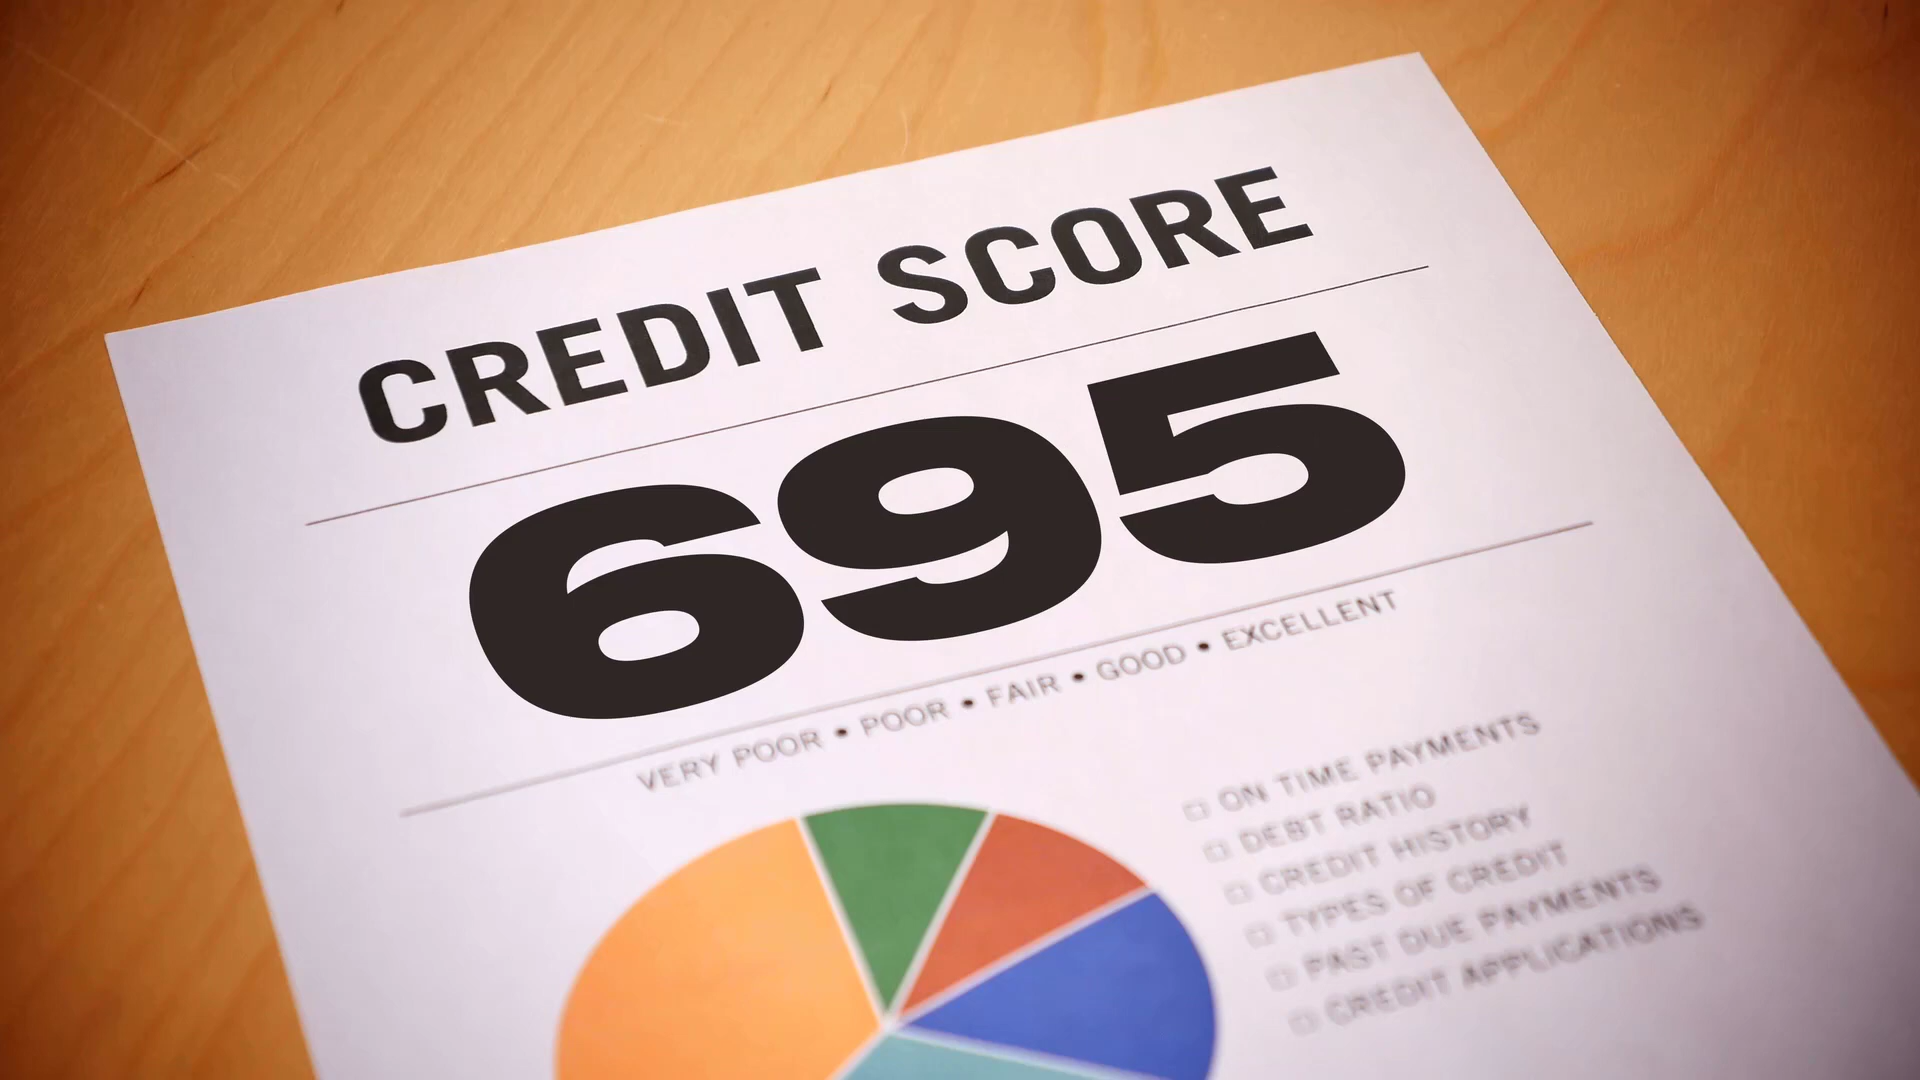 CREDIT SCORE
695
VERY POOR • POOR • FAIR • GOOD • EXCELLENT
ON TIME PAYMENTS
DEBT RATIO
CREDIT HISTORY
TYPES OF CREDIT
PAST DUE PAYMENTS
CREDIT APPLICATIONS